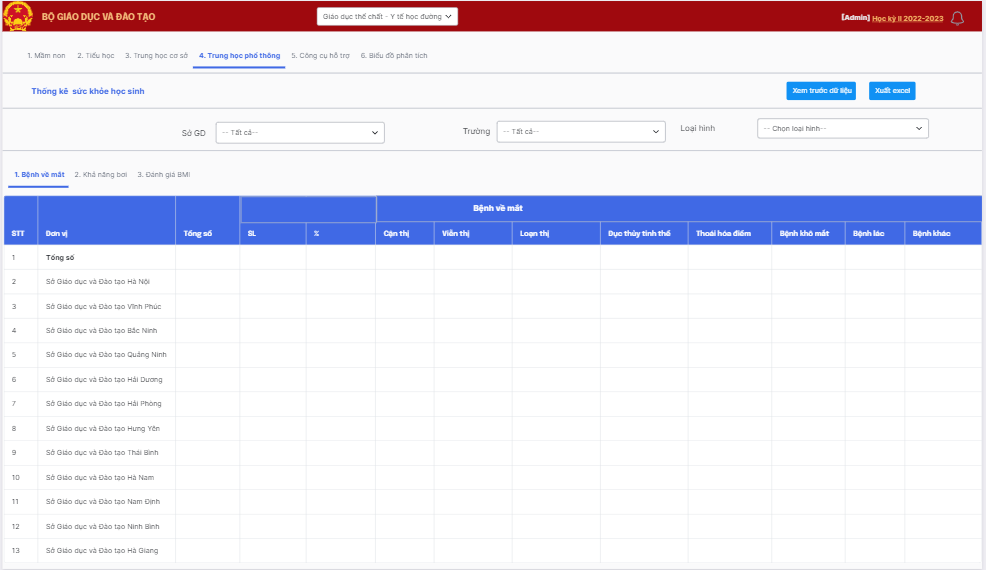 BỘ GIÁO DỤC VÀ ĐÀO TẠO
Giáo dục thể chất - Y tế học đường
[Admin] Học kỳ II 2022-2023
1. Mầm non 2. Tiểu học 3. Trung học cơ sở 4. Trung học phổ thông 5. Công cụ hỗ trợ 6. Biểu đồ phân tích
Thống kê sức khỏe học sinh
Xem trước dữ liệu Xuất excel
Sở GD -- Tất cả-- Trường -- Tất cả-- Loại hình -- Chọn loại hình--
1. Bệnh về mắt 2. Khả năng bơi 3. Đánh giá BMI
Bệnh về mắt
STT Đơn vị Tổng số SL % Cận thị Viễn thị Loạn thị Đục thủy tinh thể Thoái hóa điểm Bệnh khô mắt Bệnh lác Bệnh khác
1 Tổng số
2 Sở Giáo dục và Đào tạo Hà Nội
3 Sở Giáo dục và Đào tạo Vĩnh Phúc
4 Sở Giáo dục và Đào tạo Bắc Ninh
5 Sở Giáo dục và Đào tạo Quảng Ninh
6 Sở Giáo dục và Đào tạo Hải Dương
7 Sở Giáo dục và Đào tạo Hải Phòng
8 Sở Giáo dục và Đào tạo Hưng Yên
9 Sở Giáo dục và Đào tạo Thái Bình
10 Sở Giáo dục và Đào tạo Hà Nam
11 Sở Giáo dục và Đào tạo Nam Định
12 Sở Giáo dục và Đào tạo Ninh Bình
13 Sở Giáo dục và Đào tạo Hà Giang